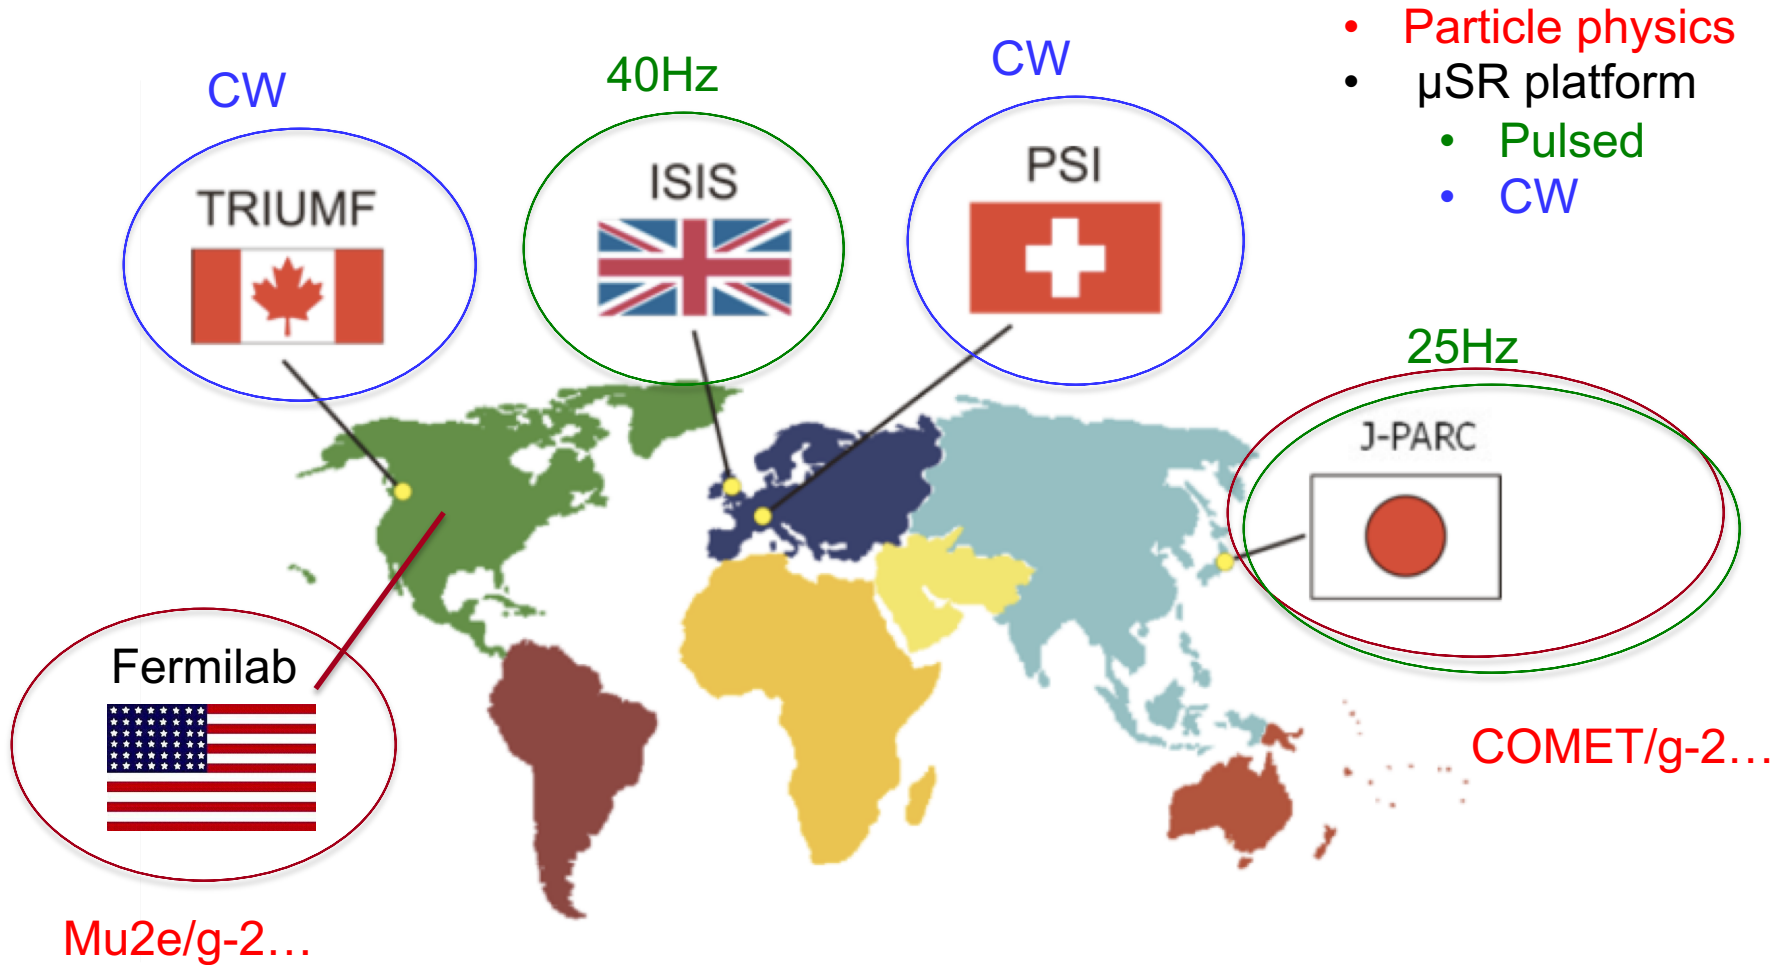 • Particle physics
• µSR platform
• Pulsed
• CW
CW
40Hz
CW
TRIUMF
ISIS
PSI
25Hz
J-PARC
Fermilab
COMET/g-2...
Mu2e/g-2...